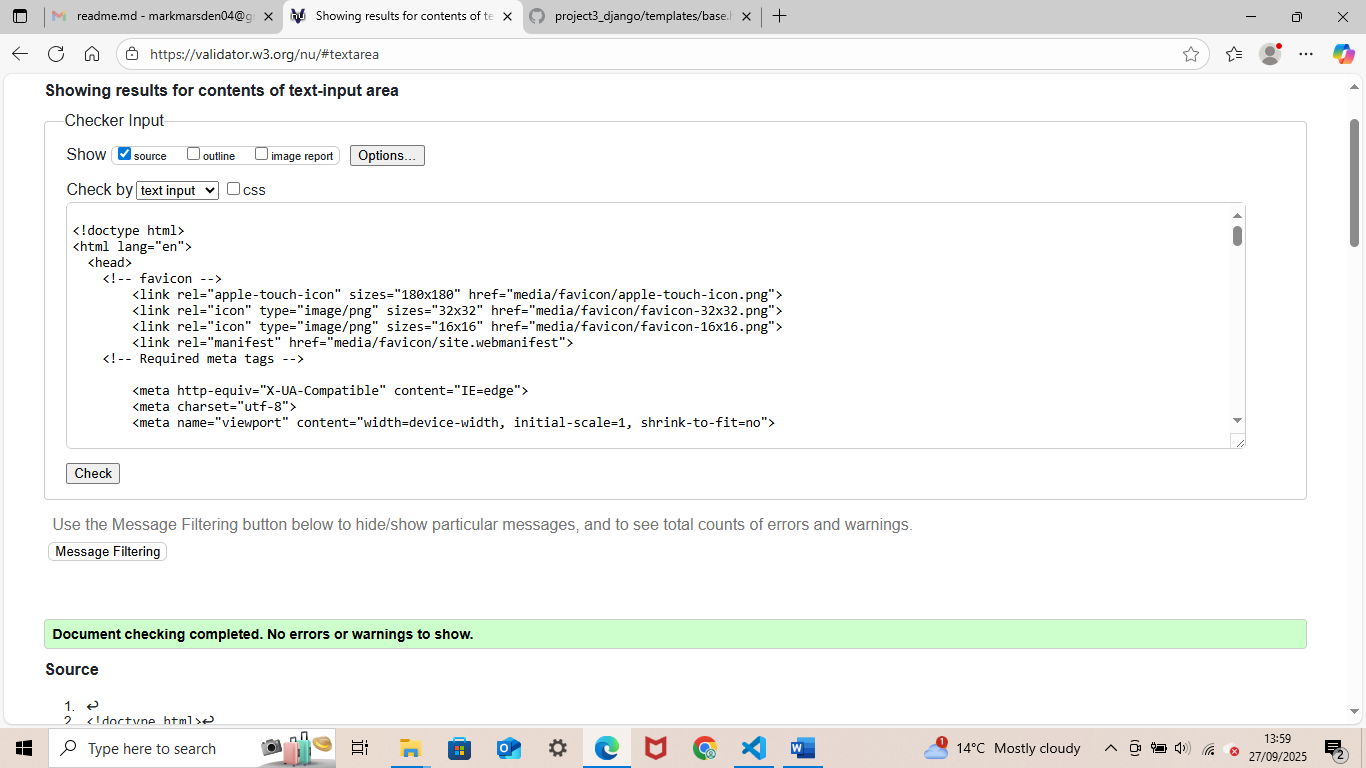 readme.md - markmarsden04@g
Showing results for contents of te
project3_django/templates/base.h
https://validator.w3.org/nu/#textarea
Showing results for contents of text-input area
Checker Input
Show source outline image report Options...
Check by text input css
<!doctype html>
<html lang="en">
<head>
<!-- favicon -->
<link rel="apple-touch-icon" sizes="180x180" href="media/favicon/apple-touch-icon.png">
<link rel="icon" type="image/png" sizes="32x32" href="media/favicon/favicon-32x32.png">
<link rel="icon" type="image/png" sizes="16x16" href="media/favicon/favicon-16x16.png">
<link rel="manifest" href="media/favicon/site.webmanifest">
<!-- Required meta tags -->
<meta http-equiv="X-UA-Compatible" content="IE=edge">
<meta charset="utf-8">
<meta name="viewport" content="width=device-width, initial-scale=1, shrink-to-fit=no">
Check
Use the Message Filtering button below to hide/show particular messages, and to see total counts of errors and warnings.
Message Filtering
Document checking completed. No errors or warnings to show.
Source
1. ↩
2. <!doctype html>↩
Type here to search
1
14°C Mostly cloudy
13:59
27/09/2025
2